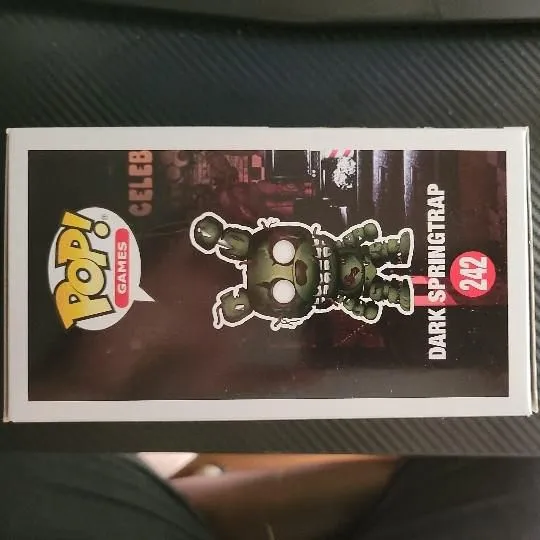 POP!
GAMES
CELEB
DARK SPRINGTRAP
242